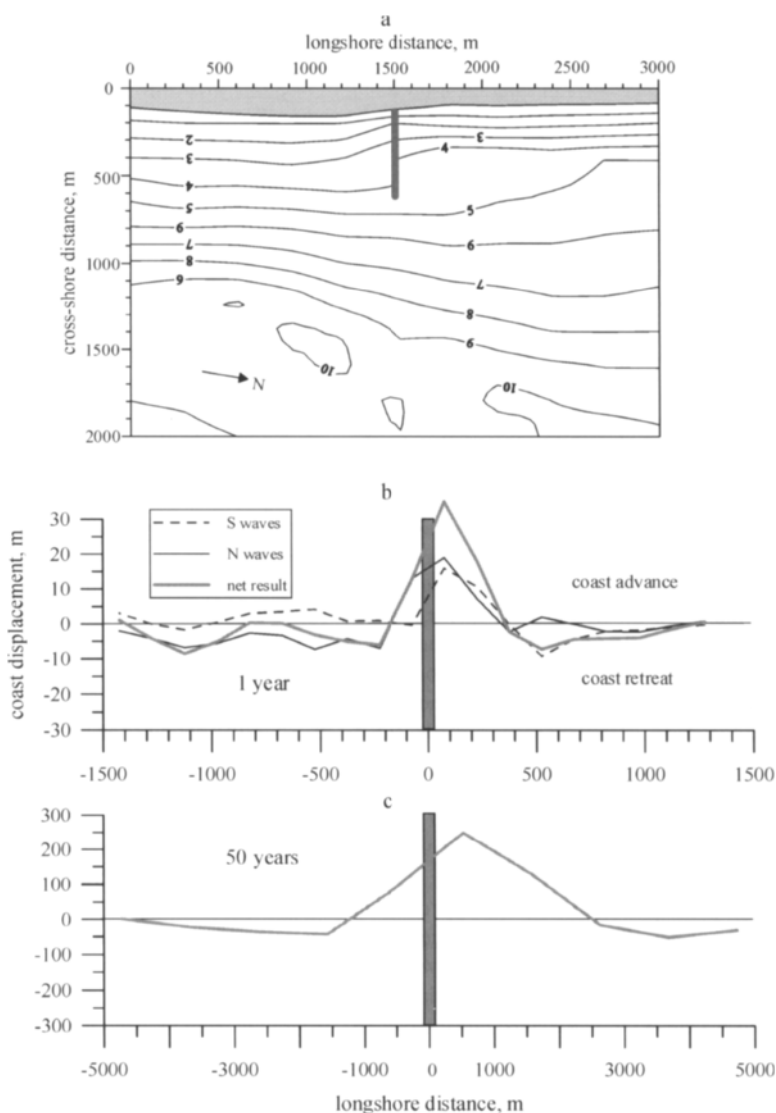 a
longshore distance, m
0 500 1000 1500 2000 2500 3000
0
500
1000
1500
2000
cross-shore distance, m
2 3
3 4
4
5 5
6 6
7 7
8 8
9 9
10 10
N
b
30
20
10
0
-10
-20
-30
coast displacement, m
S waves
N waves
net result
coast advance
coast retreat
1 year
-1500 -1000 -500 0 500 1000 1500
c
300
200
100
0
-100
-200
-300
50 years
-5000 -3000 -1000 0 1000 3000 5000
longshore distance, m